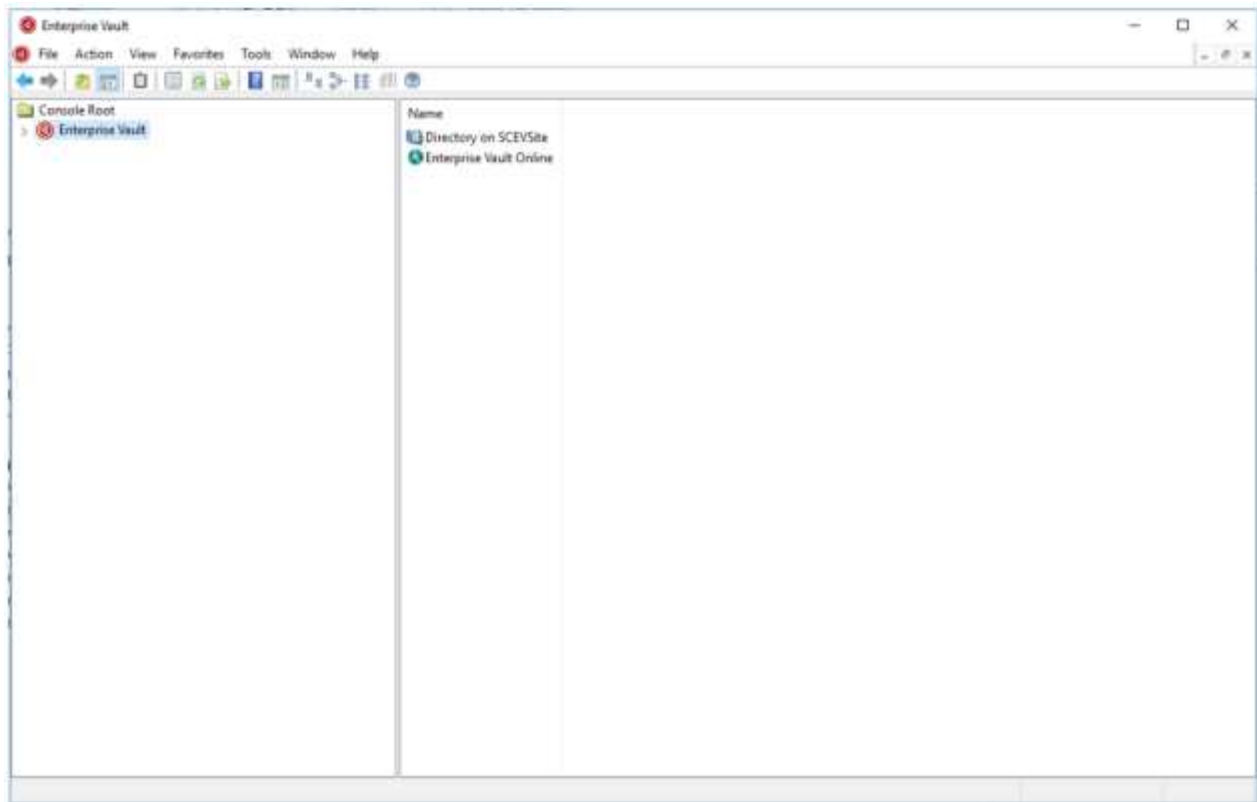 Enterprise Vault
File Action View Favorites Tools Window Help
Console Root
Enterprise Vault
Name
Directory on SCEVSite
Enterprise Vault Online